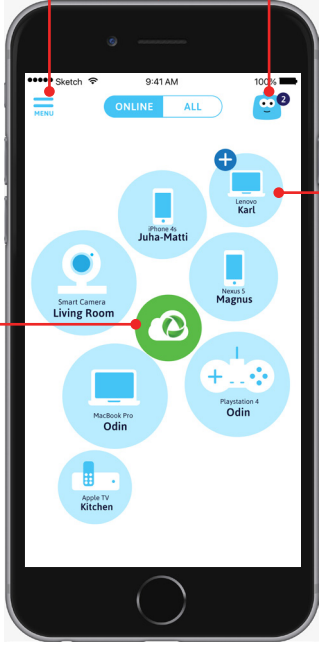 Sketch 9:41 AM 100%
MENU
ONLINE ALL
2
Lenovo
Karl
iPhone 4s
Juha-Matti
Nexus 5
Magnus
Smart Camera
Living Room
Playstation 4
Odin
MacBook Pro
Odin
Apple TV
Kitchen